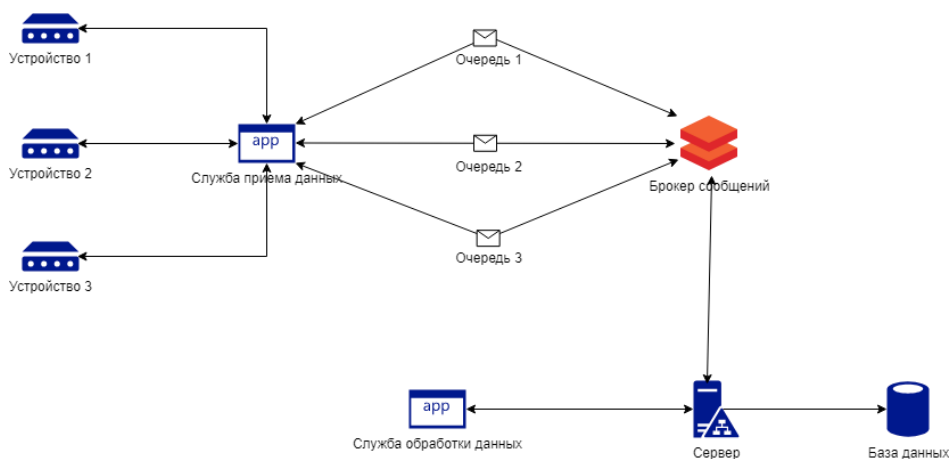 Устройство 1
Очередь 1
app
Устройство 2
Служба приема данных
Очередь 2
Брокер сообщений
Устройство 3
Очередь 3
app
Служба обработки данных
Сервер
База данных